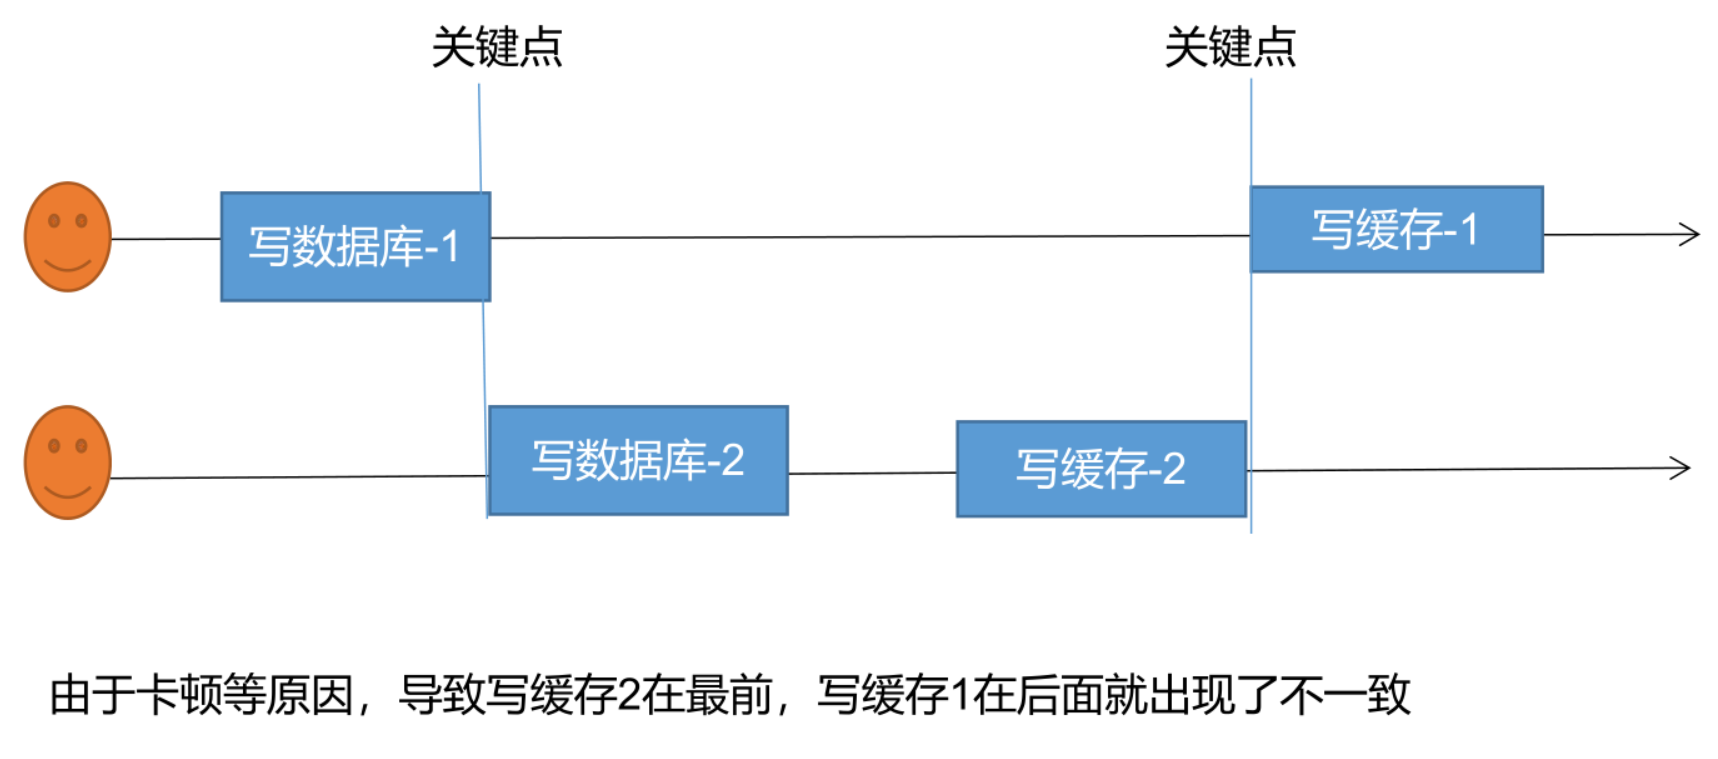 关键点 关键点
写数据库-1 写缓存-1
写数据库-2 写缓存-2
由于卡顿等原因，导致写缓存2在最前，写缓存1在后面就出现了不一致